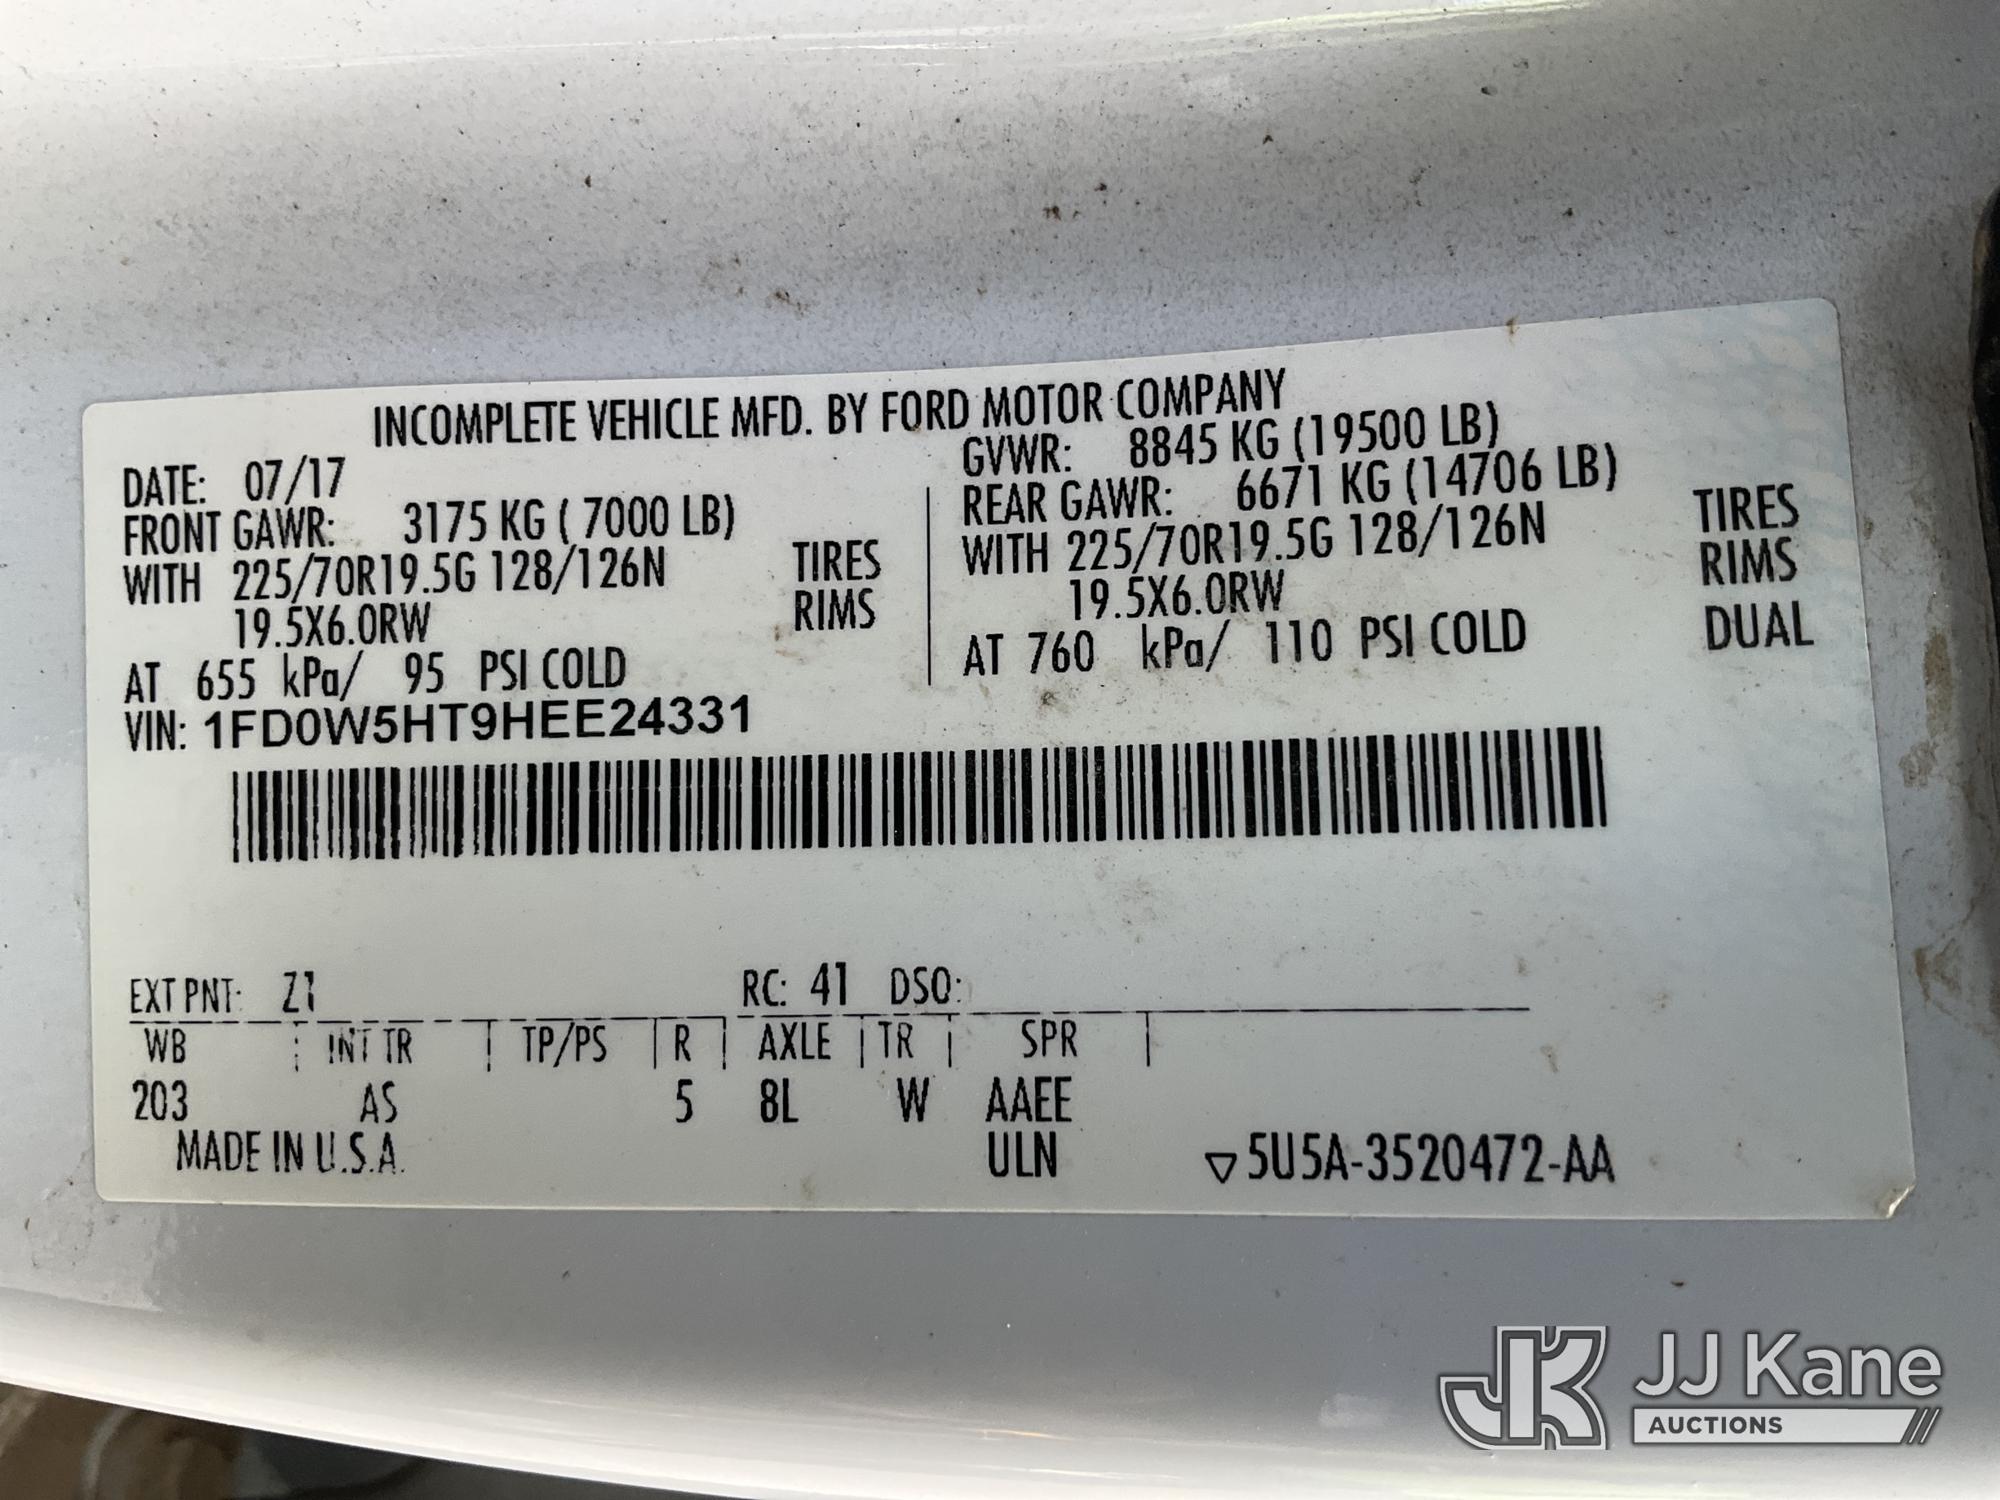 INCOMPLETE VEHICLE MFD. BY FORD MOTOR COMPANY
DATE: 07/17
GVWR: 8845 KG (19500 LB)
FRONT GAWR: 3175 KG ( 7000 LB)
REAR GAWR: 6671 KG (14706 LB)
WITH 225/70R19.5G 128/126N TIRES
WITH 225/70R19.5G 128/126N TIRES
19.5X6.0RW RIMS
19.5X6.0RW RIMS
AT 655 kPa/ 95 PSI COLD
AT 760 kPa/ 110 PSI COLD DUAL
VIN: 1FD0W5HT9HEE24331
EXT PNT: Z1 RC: 41 DSO:
WB INT TR TP/PS R AXLE TR SPR
203 AS 5 8L W AAEE
MADE IN U.S.A. ULN ▽5U5A-3520472-AA
JK JJ Kane
AUCTIONS